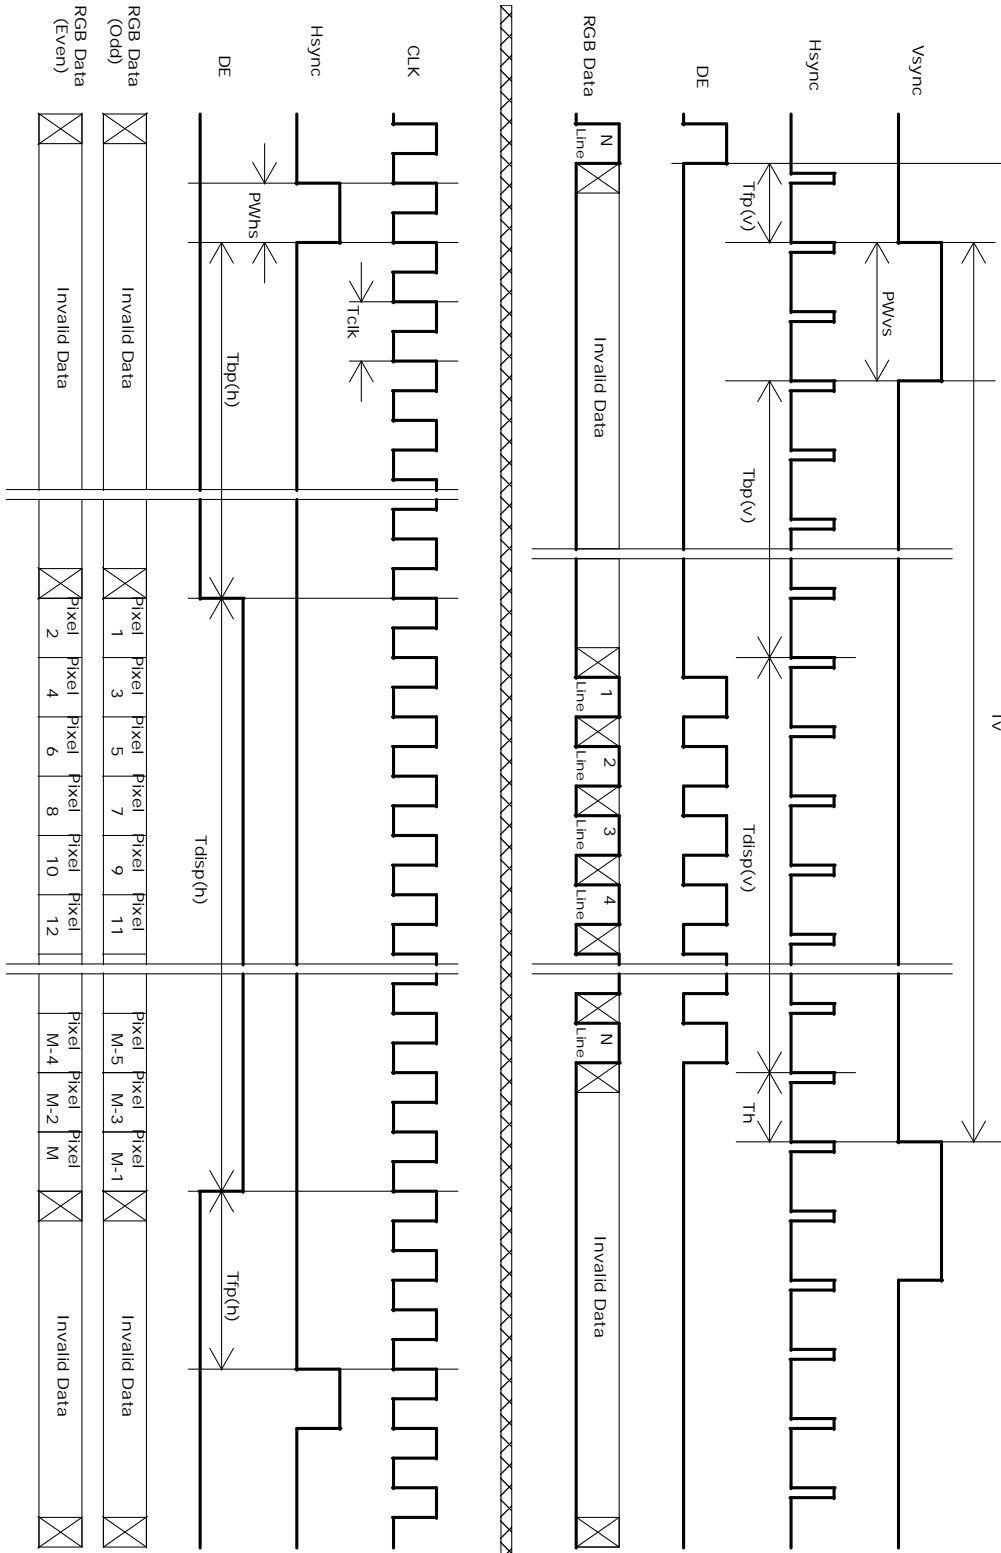 Vsync
Tv
PWvs
Hsync
Tfp(v)
Tbp(v)
Tdisp(v)
Th
DE
RGB Data
Line N
Invalid Data
Line 1
Line 2
Line 3
Line 4
Line N
Invalid Data
CLK
Tclk
Hsync
PWhs
DE
Tbp(h)
Tdisp(h)
Tfp(h)
RGB Data
(Odd)
Invalid Data
Pixel 1
Pixel 3
Pixel 5
Pixel 7
Pixel 9
Pixel 11
Pixel M-5
Pixel M-3
Pixel M-1
Invalid Data
RGB Data
(Even)
Invalid Data
Pixel 2
Pixel 4
Pixel 6
Pixel 8
Pixel 10
Pixel 12
Pixel M-4
Pixel M-2
Pixel M
Invalid Data